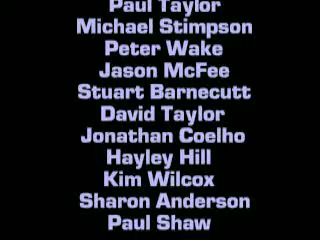 Paul Taylor
Michael Stimpson
Peter Wake
Jason McFee
Stuart Barnecutt
David Taylor
Jonathan Coelho
Hayley Hill
Kim Wilcox
Sharon Anderson
Paul Shaw